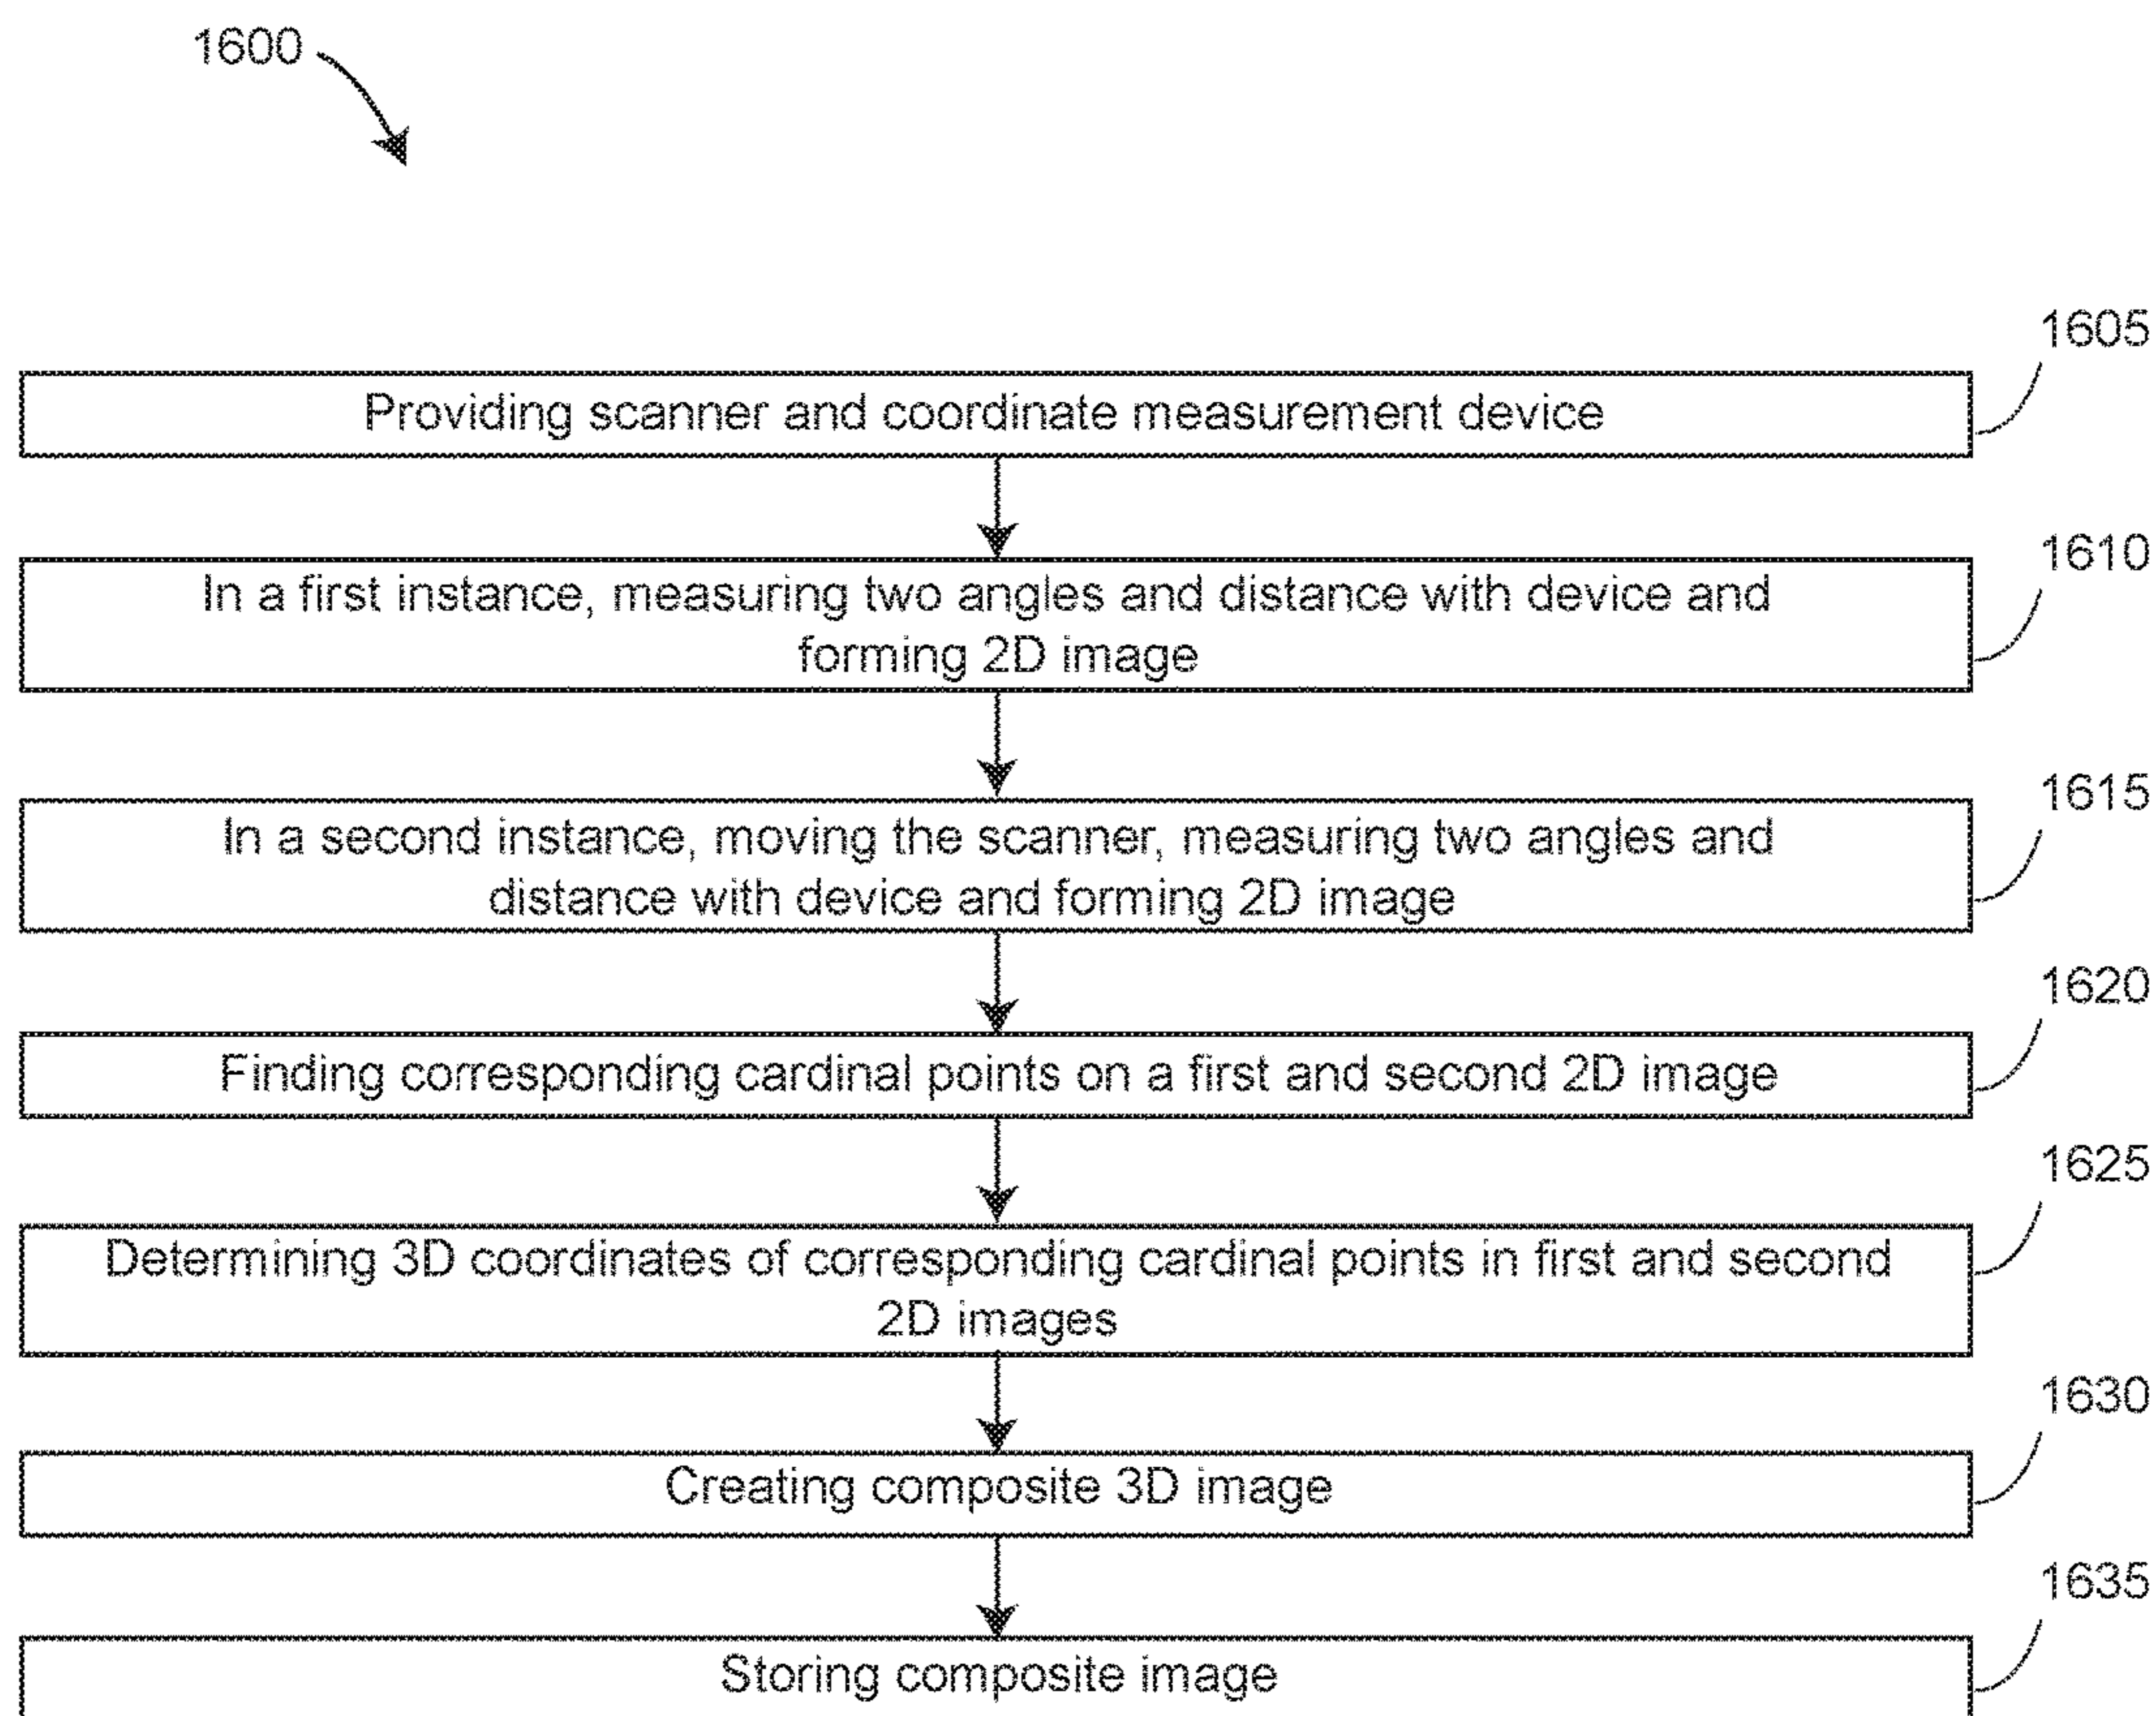 1600
1605
Providing scanner and coordinate measurement device
1610
In a first instance, measuring two angles and distance with device and
forming 2D image
1615
In a second instance, moving the scanner, measuring two angles and
distance with device and forming 2D image
1620
Finding corresponding cardinal points on a first and second 2D image
1625
Determining 3D coordinates of corresponding cardinal points in first and second
2D images
1630
Creating composite 3D image
1635
Storing composite image